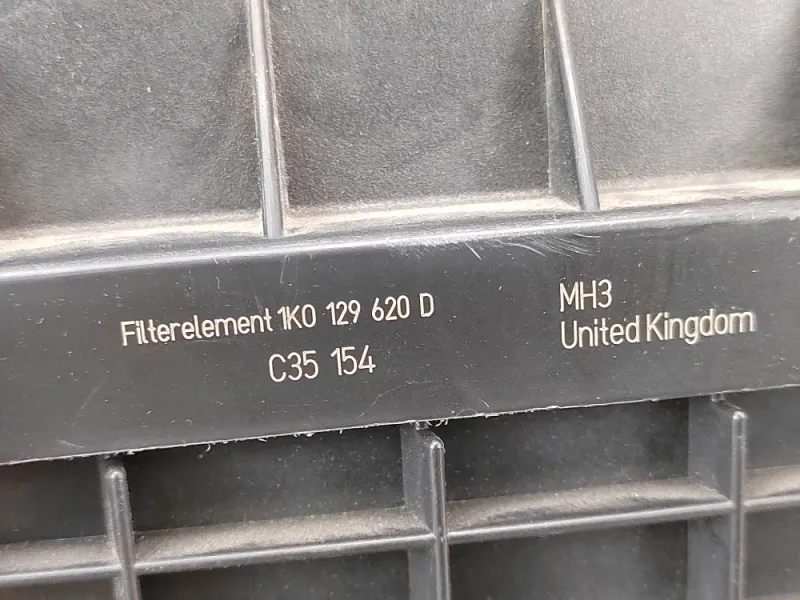 Filterelement 1K0 129 620 D
C35 154
MH3
United Kingdom